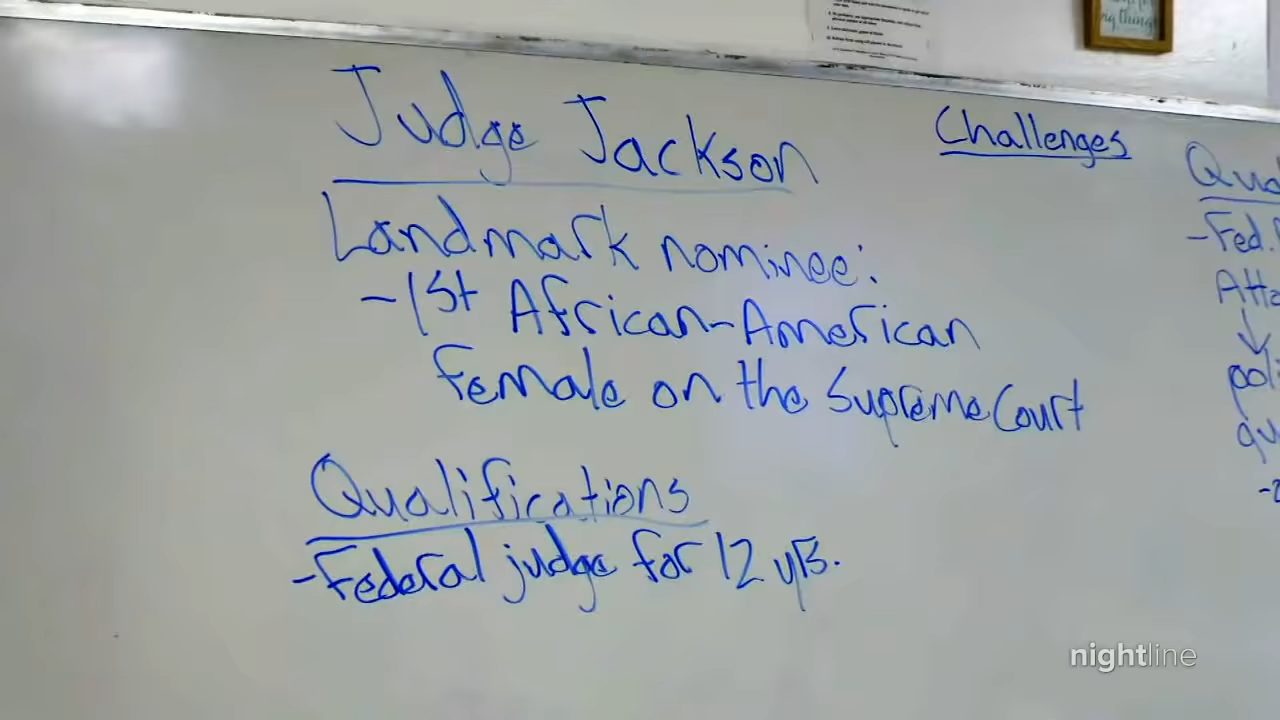 Judge Jackson
Landmark nominee:
-1st African-American
female on the Supreme Court
Qualifications
-Federal judge for 12 yrs.
Challenges
-Fed.
nightline